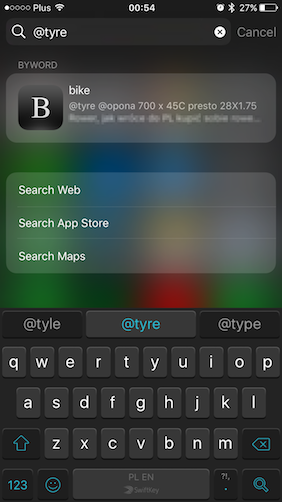 Plus 00:54 27%
@tyre Cancel
BYWORD
B
bike
@tyre @opona 700 x 45C presto 28X1.75
Rower, jak wrócę do PL kupić sobie rowe...
Search Web
Search App Store
Search Maps
@tyle @tyre @type
q w e r t y u i o p
a s d f g h j k l
z x c v b n m
123 PL EN ?!, .
SwiftKey